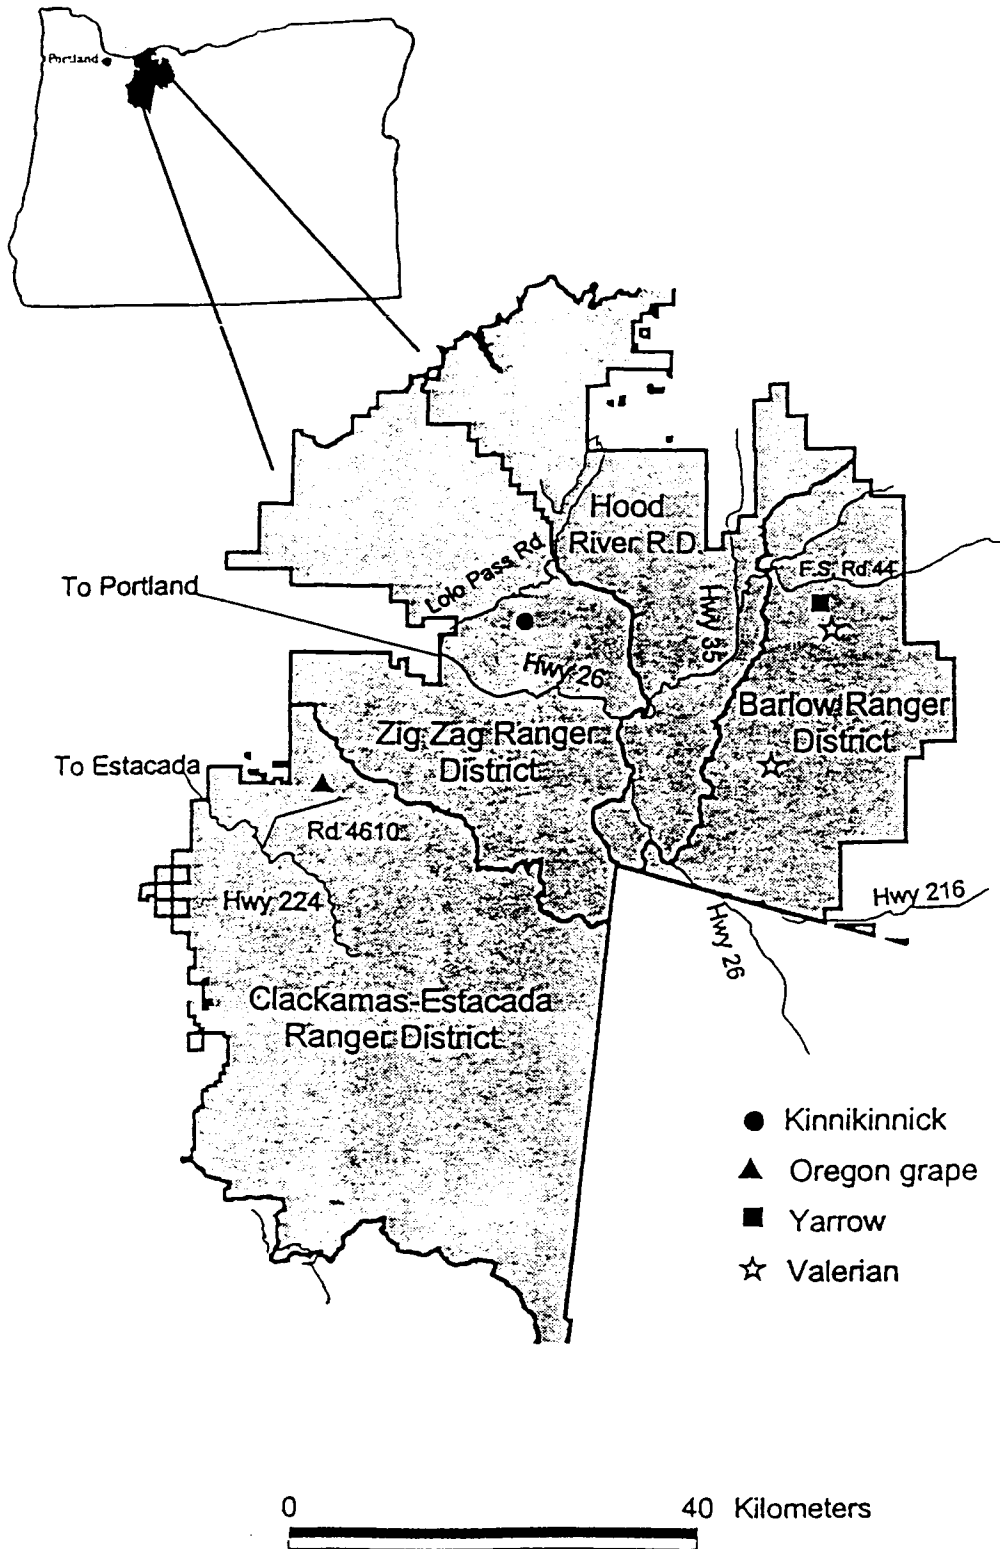 Portland
Hood
River R.D.
Lolo Pass Rd.
F.S. Rd 44
To Portland
Hwy 35
Hwy 26
Barlow Ranger
District
Zig Zag Ranger
District
To Estacada
Rd 4610
Hwy 224
Hwy 216
Hwy 26
Clackamas-Estacada
Ranger District
Kinnikinnick
Oregon grape
Yarrow
Valerian
0 40 Kilometers